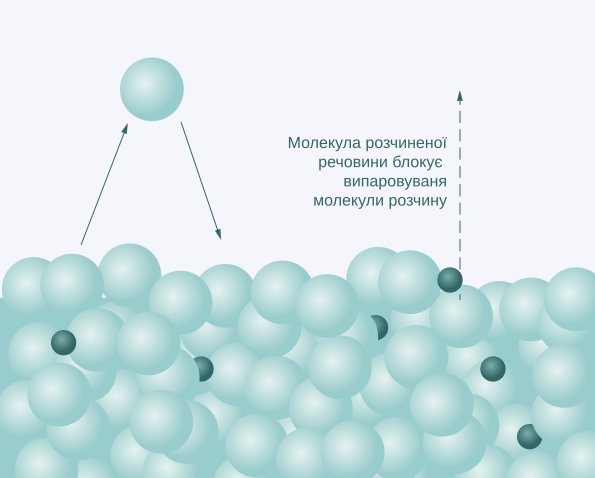 Молекула розчиненої
речовини блокує
випаровуваня
молекули розчину